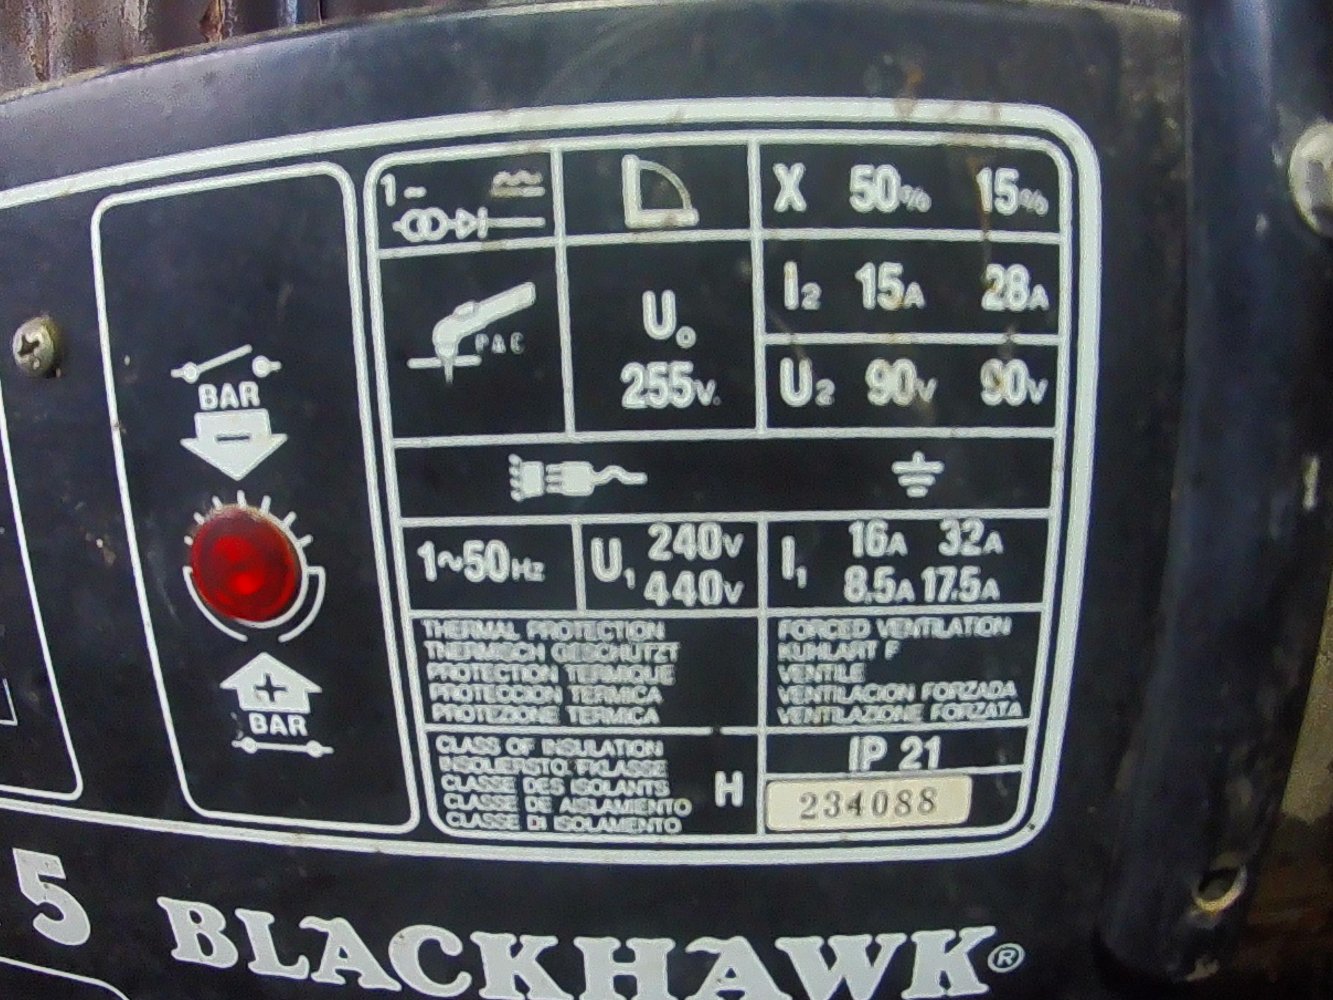 BAR
BAR
1~
X 50% 15%
I2 15A 28A
P A C
U0
255V.
U2 90V 90V
1~50Hz
U1 240V
440V
I1 16A 32A
8.5A 17.5A
THERMAL PROTECTION
THERMISCH GESCHUTZT
PROTECTION TERMIQUE
PROTECCION TERMICA
PROTEZIONE TERMICA
FORCED VENTILATION
KUHLART F
VENTILE
VENTILACION FORZADA
VENTILAZIONE FORZATA
CLASS OF INSULATION
CLASSE DES ISOLANTS
CLASSE DE AISLAMIENTO
CLASSE DI ISOLAMENTO
H
IP 21
234088
5
BLACKHAWK®